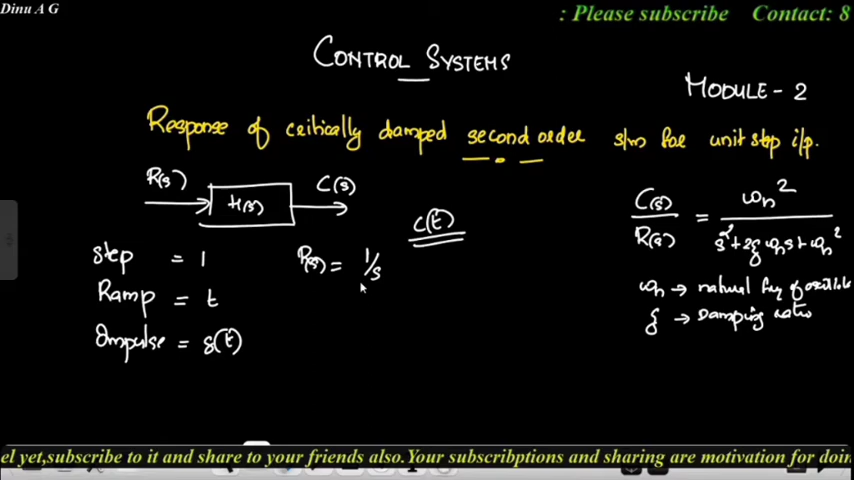 Dinu A G
: Please subscribe    Contact: 8
CONTROL SYSTEMS
MODULE - 2
Response of critically damped second order s/m for unit step i/p.
R(s)
H(s)
C(s)
C(t)
C(s)/R(s) = ωn²/s²+2ξωns+ωn²
Step = 1
R(s) = 1/s
Ramp = t
Impulse = δ(t)
ωn → natural frq of oscilla
ξ → Damping ratio
el yet,subscribe to it and share to your friends also.Your subscribptions and sharing are motivation for doin